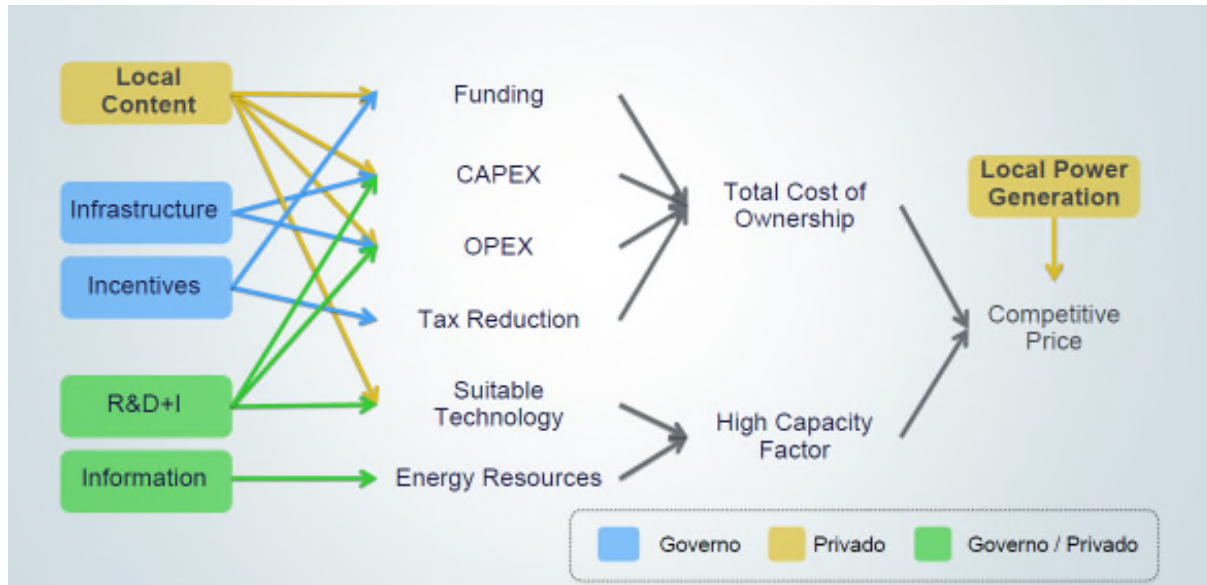 Local
Content
Infrastructure
Incentives
R&D+I
Information
Funding
CAPEX
OPEX
Tax Reduction
Suitable
Technology
Energy Resources
Total Cost of
Ownership
High Capacity
Factor
Local Power
Generation
Competitive
Price
Governo
Privado
Governo / Privado